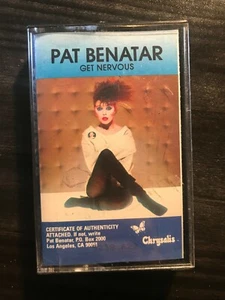 PAT BENATAR
GET NERVOUS
CERTIFICATE OF AUTHENTICITY
ATTACHED. If not, write
Pat Benatar, P.O. Box 2000
Los Angeles, CA 90011
Chrysalis